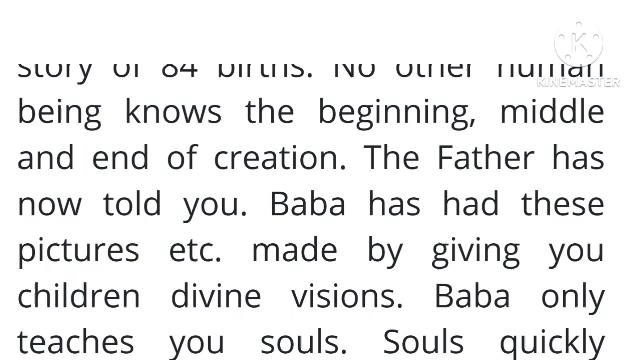 story of 84 births. No other human
being knows the beginning, middle
and end of creation. The Father has
now told you. Baba has had these
pictures etc. made by giving you
children divine visions. Baba only
teaches you souls. Souls quickly
K
KINEMASTER